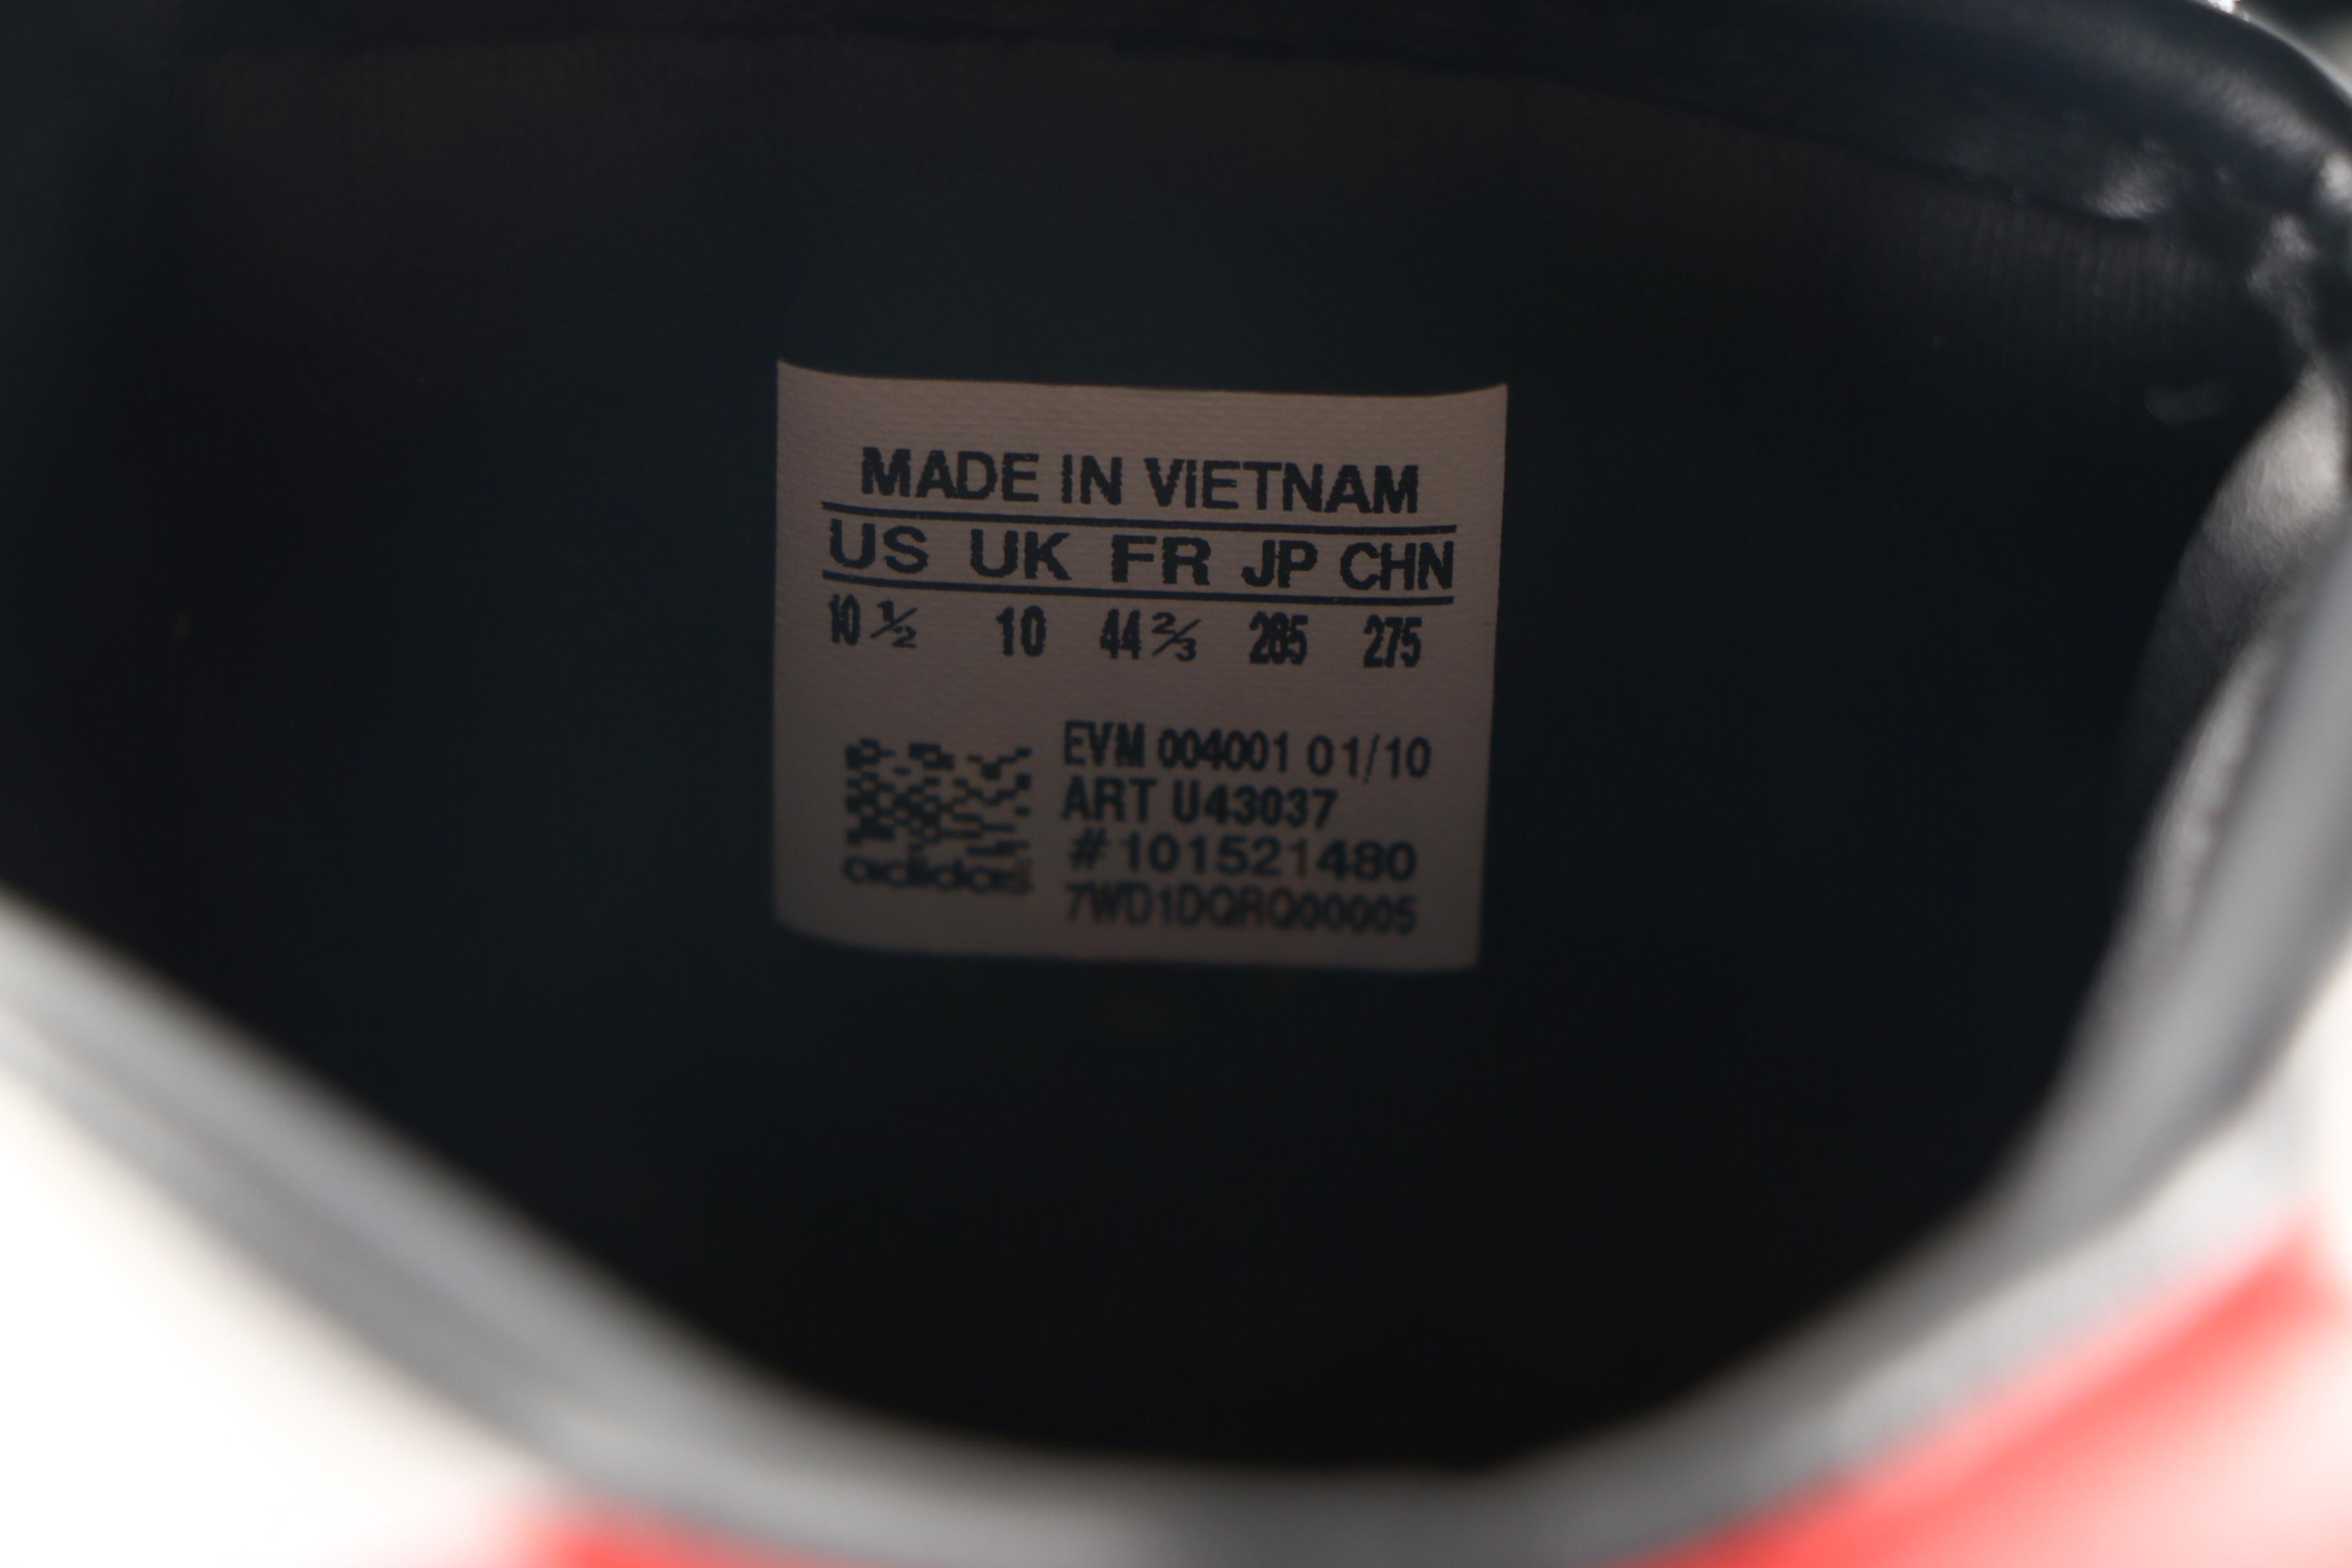 MADE IN VIETNAM
US UK FR JP CHN
10 ½ 10 44 ⅔ 285 275
EVM 004001 01/10
ART U43037
#101521480
7WD1DQRQ00005
adidas